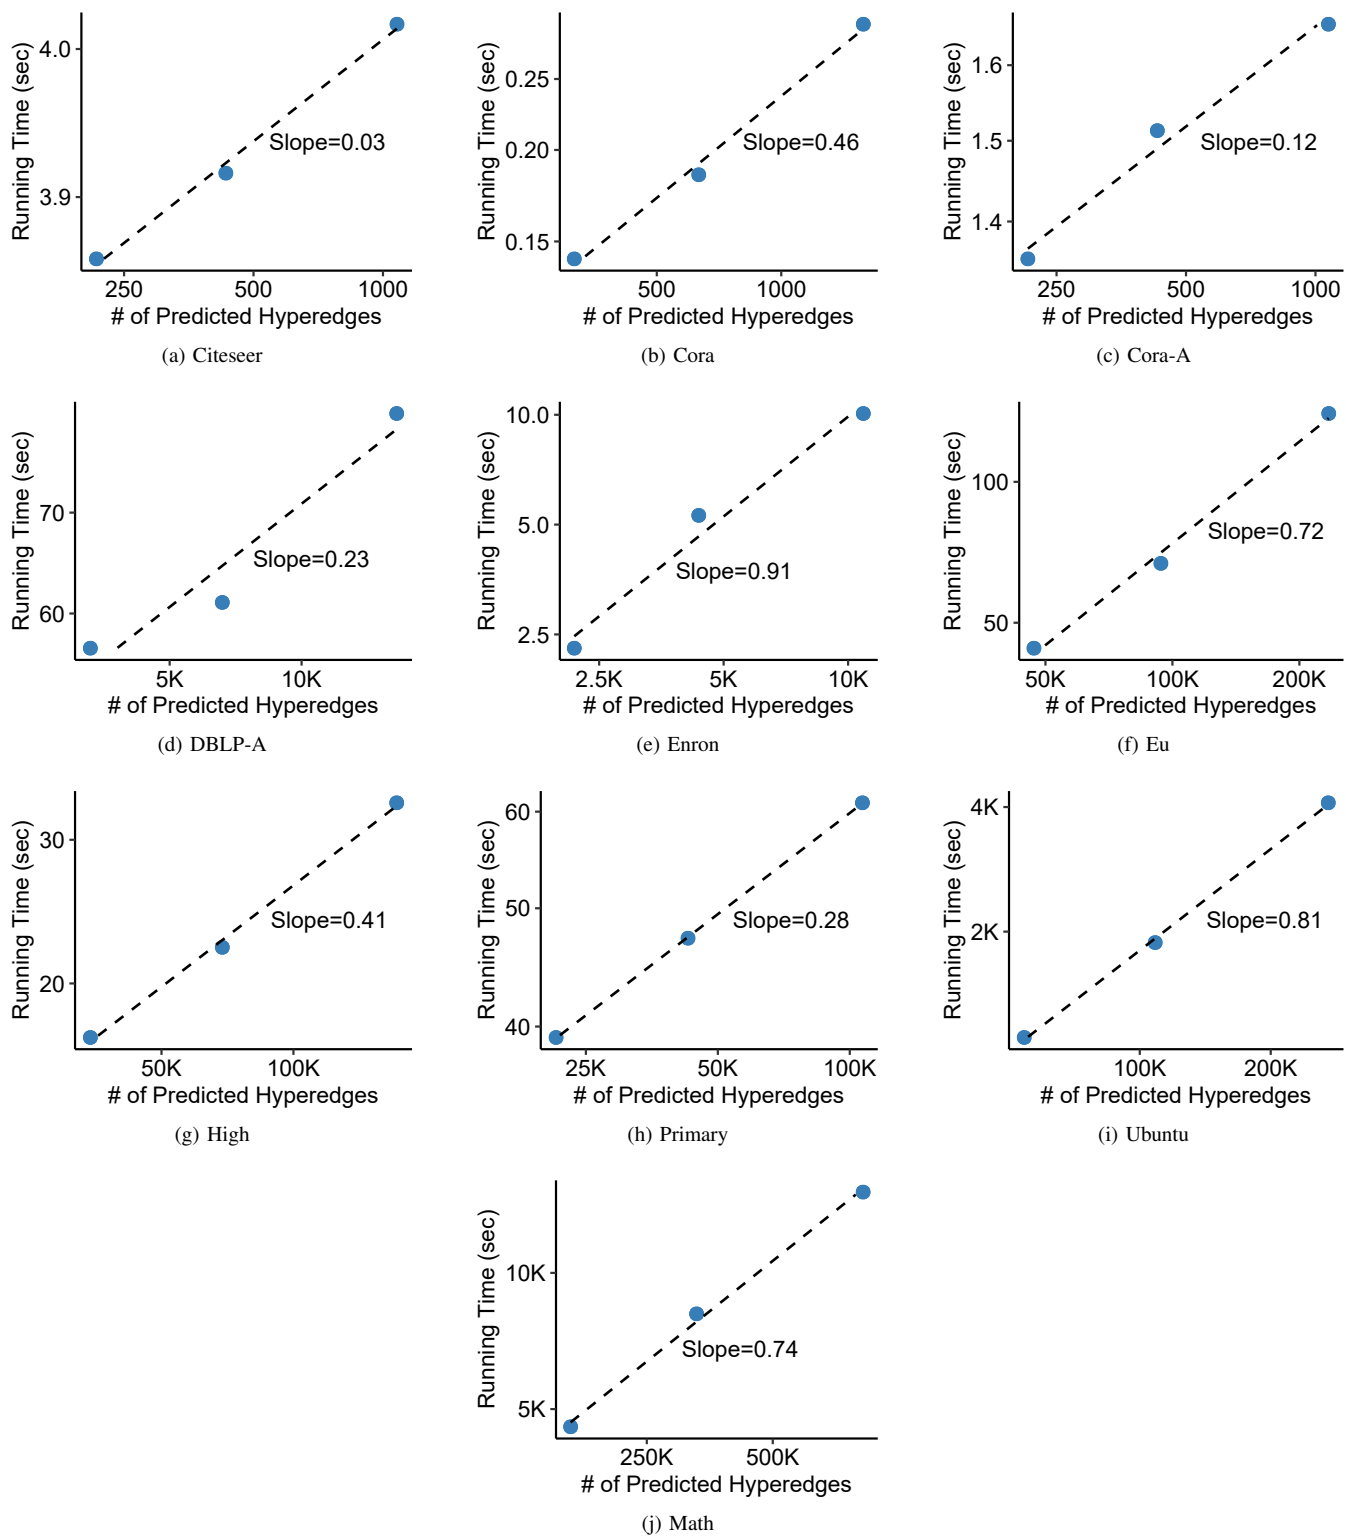 Running Time (sec)
4.0
3.9
Slope=0.03
250 500 1000
# of Predicted Hyperedges
(a) Citeseer
Running Time (sec)
0.25
0.20
0.15
Slope=0.46
500 1000
# of Predicted Hyperedges
(b) Cora
Running Time (sec)
1.6
1.5
1.4
Slope=0.12
250 500 1000
# of Predicted Hyperedges
(c) Cora-A
Running Time (sec)
70
60
Slope=0.23
5K 10K
# of Predicted Hyperedges
(d) DBLP-A
Running Time (sec)
10.0
5.0
2.5
Slope=0.91
2.5K 5K 10K
# of Predicted Hyperedges
(e) Enron
Running Time (sec)
100
50
Slope=0.72
50K 100K 200K
# of Predicted Hyperedges
(f) Eu
Running Time (sec)
30
20
Slope=0.41
50K 100K
# of Predicted Hyperedges
(g) High
Running Time (sec)
60
50
40
Slope=0.28
25K 50K 100K
# of Predicted Hyperedges
(h) Primary
Running Time (sec)
4K
2K
Slope=0.81
100K 200K
# of Predicted Hyperedges
(i) Ubuntu
Running Time (sec)
10K
5K
Slope=0.74
250K 500K
# of Predicted Hyperedges
(j) Math